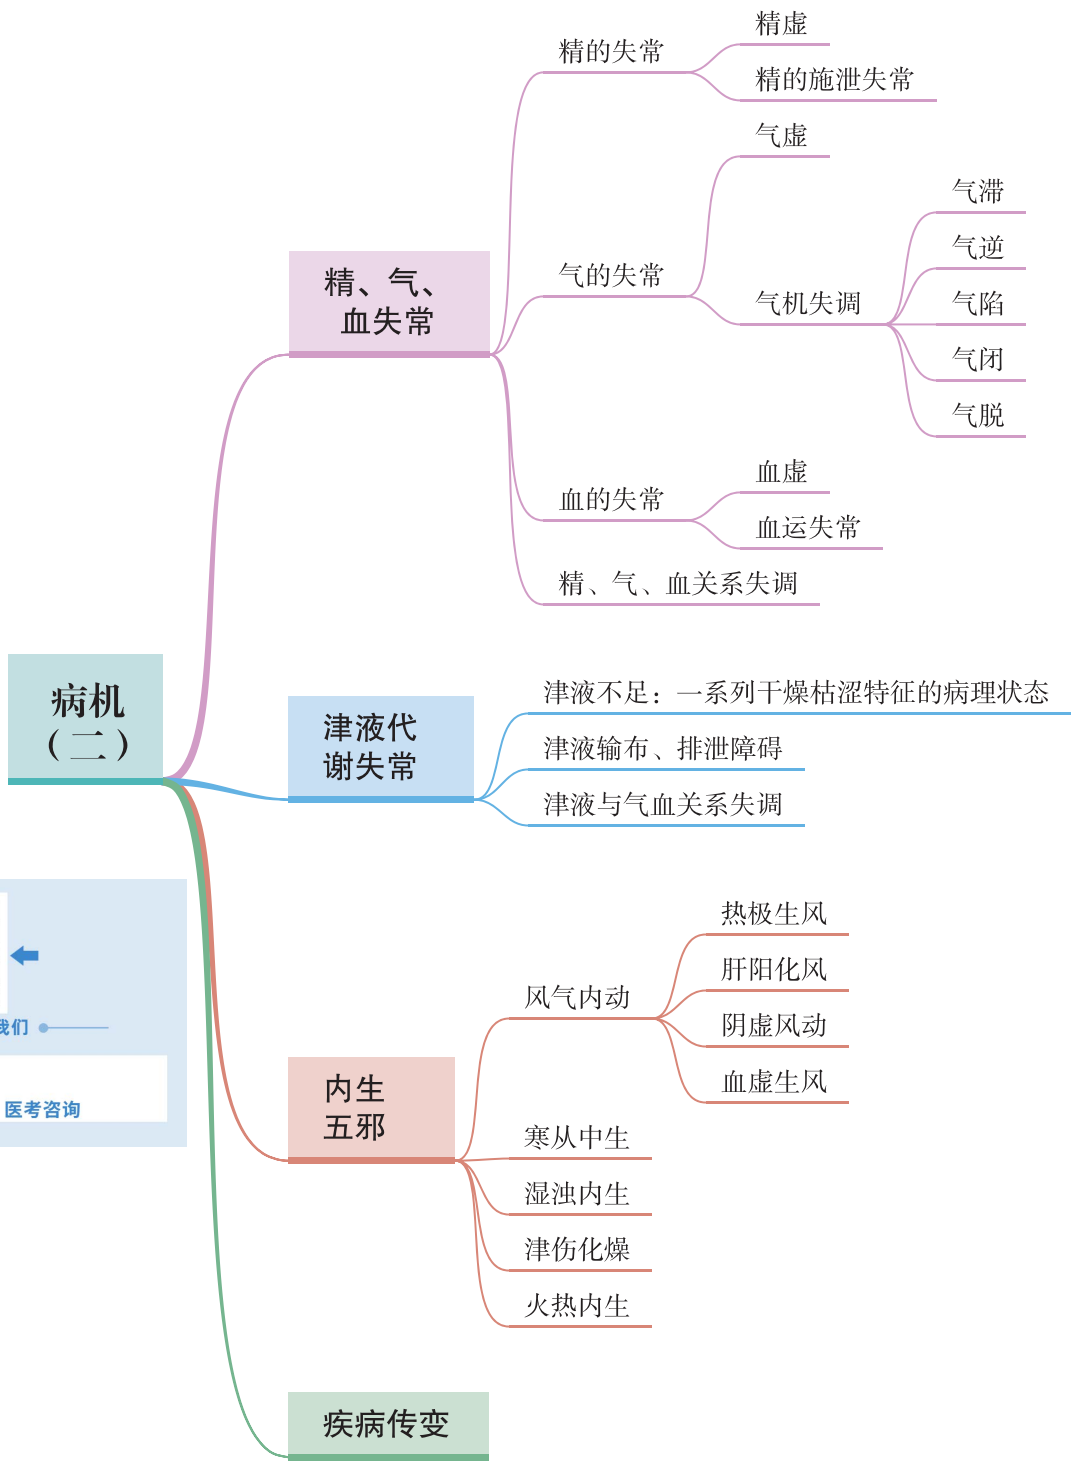 病机
（二）
精、气、
血失常
精的失常
精虚
精的施泄失常
气的失常
气虚
气机失调
气滞
气逆
气陷
气闭
气脱
血的失常
血虚
血运失常
精、气、血关系失调
津液代
谢失常
津液不足：一系列干燥枯涩特征的病理状态
津液输布、排泄障碍
津液与气血关系失调
内生
五邪
风气内动
热极生风
肝阳化风
阴虚风动
血虚生风
寒从中生
湿浊内生
津伤化燥
火热内生
疾病传变
我们
医考咨询